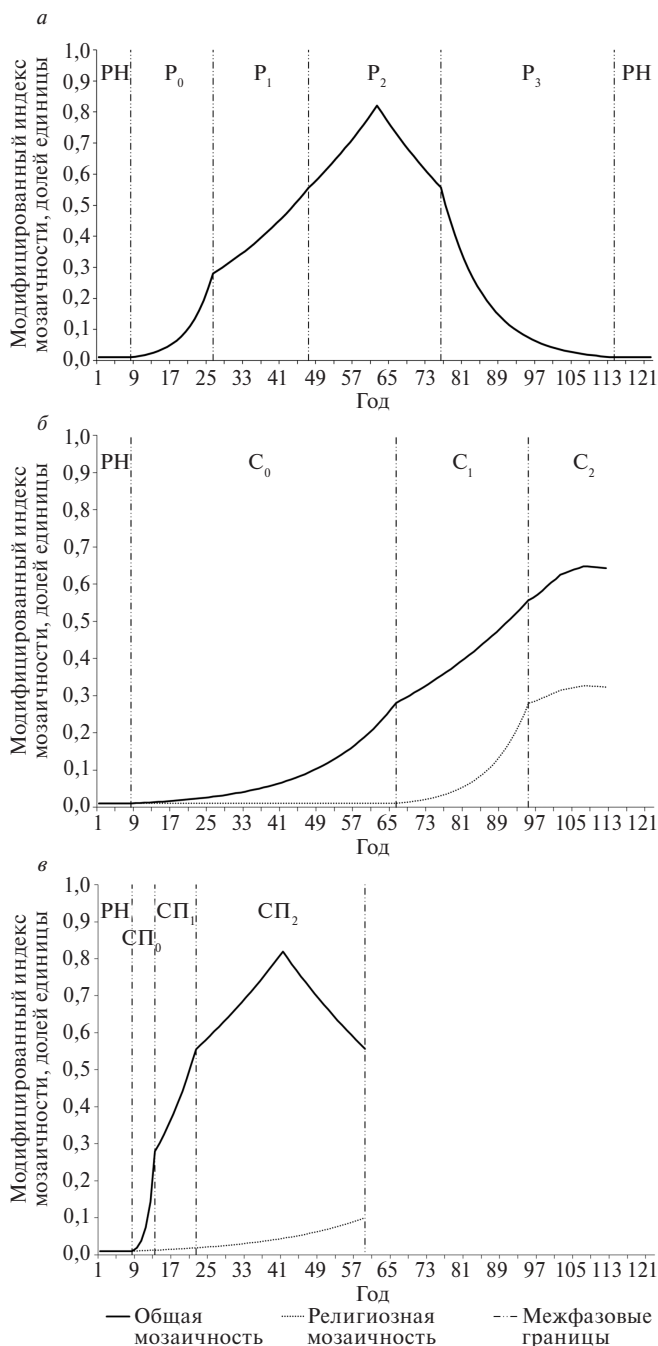 а
Модифицированный индекс
мозаичности, долей единицы
1,0
0,9
0,8
0,7
0,6
0,5
0,4
0,3
0,2
0,1
0,0
РН P₀ P₁ P₂ P₃ РН
1 9 17 25 33 41 49 57 65 73 81 89 97 105 113 121
Год
б
Модифицированный индекс
мозаичности, долей единицы
1,0
0,9
0,8
0,7
0,6
0,5
0,4
0,3
0,2
0,1
0,0
РН С₀ С₁ С₂
1 9 17 25 33 41 49 57 65 73 81 89 97 105 113 121
Год
в
Модифицированный индекс
мозаичности, долей единицы
1,0
0,9
0,8
0,7
0,6
0,5
0,4
0,3
0,2
0,1
0,0
РН СП₁ СП₂
СП₀
1 9 17 25 33 41 49 57 65 73 81 89 97 105 113 121
Год
Общая Религиозная Межфазовые
мозаичность мозаичность границы